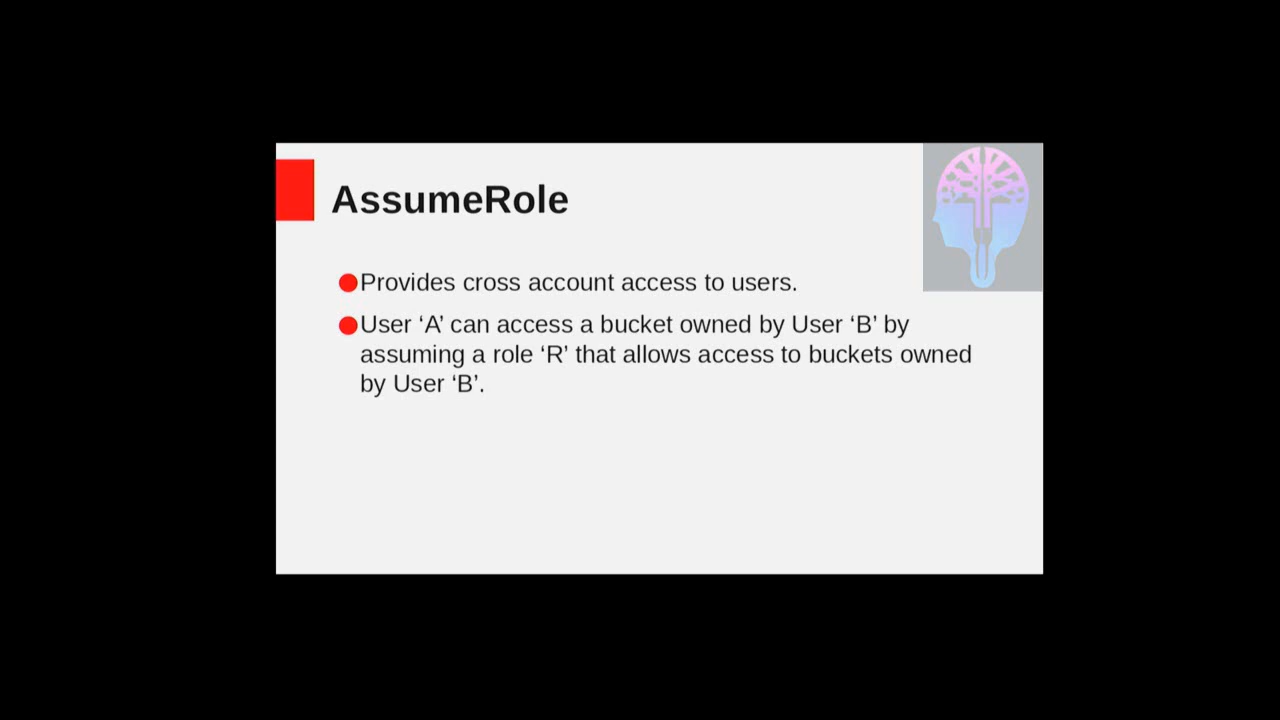 AssumeRole
Provides cross account access to users.
User ‘A’ can access a bucket owned by User ‘B’ by
assuming a role ‘R’ that allows access to buckets owned
by User ‘B’.